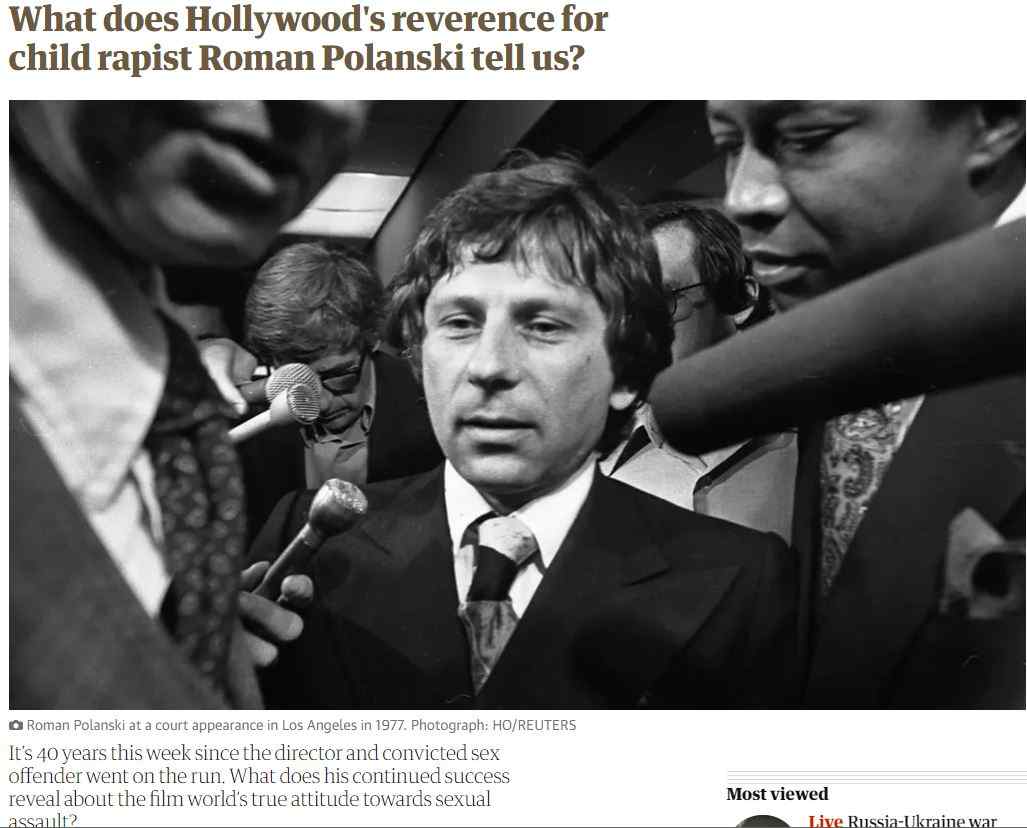 What does Hollywood's reverence for
child rapist Roman Polanski tell us?
Roman Polanski at a court appearance in Los Angeles in 1977. Photograph: HO/REUTERS
It's 40 years this week since the director and convicted sex
offender went on the run. What does his continued success
reveal about the film world's true attitude towards sexual
assault?
Most viewed
Live Russia-Ukraine war